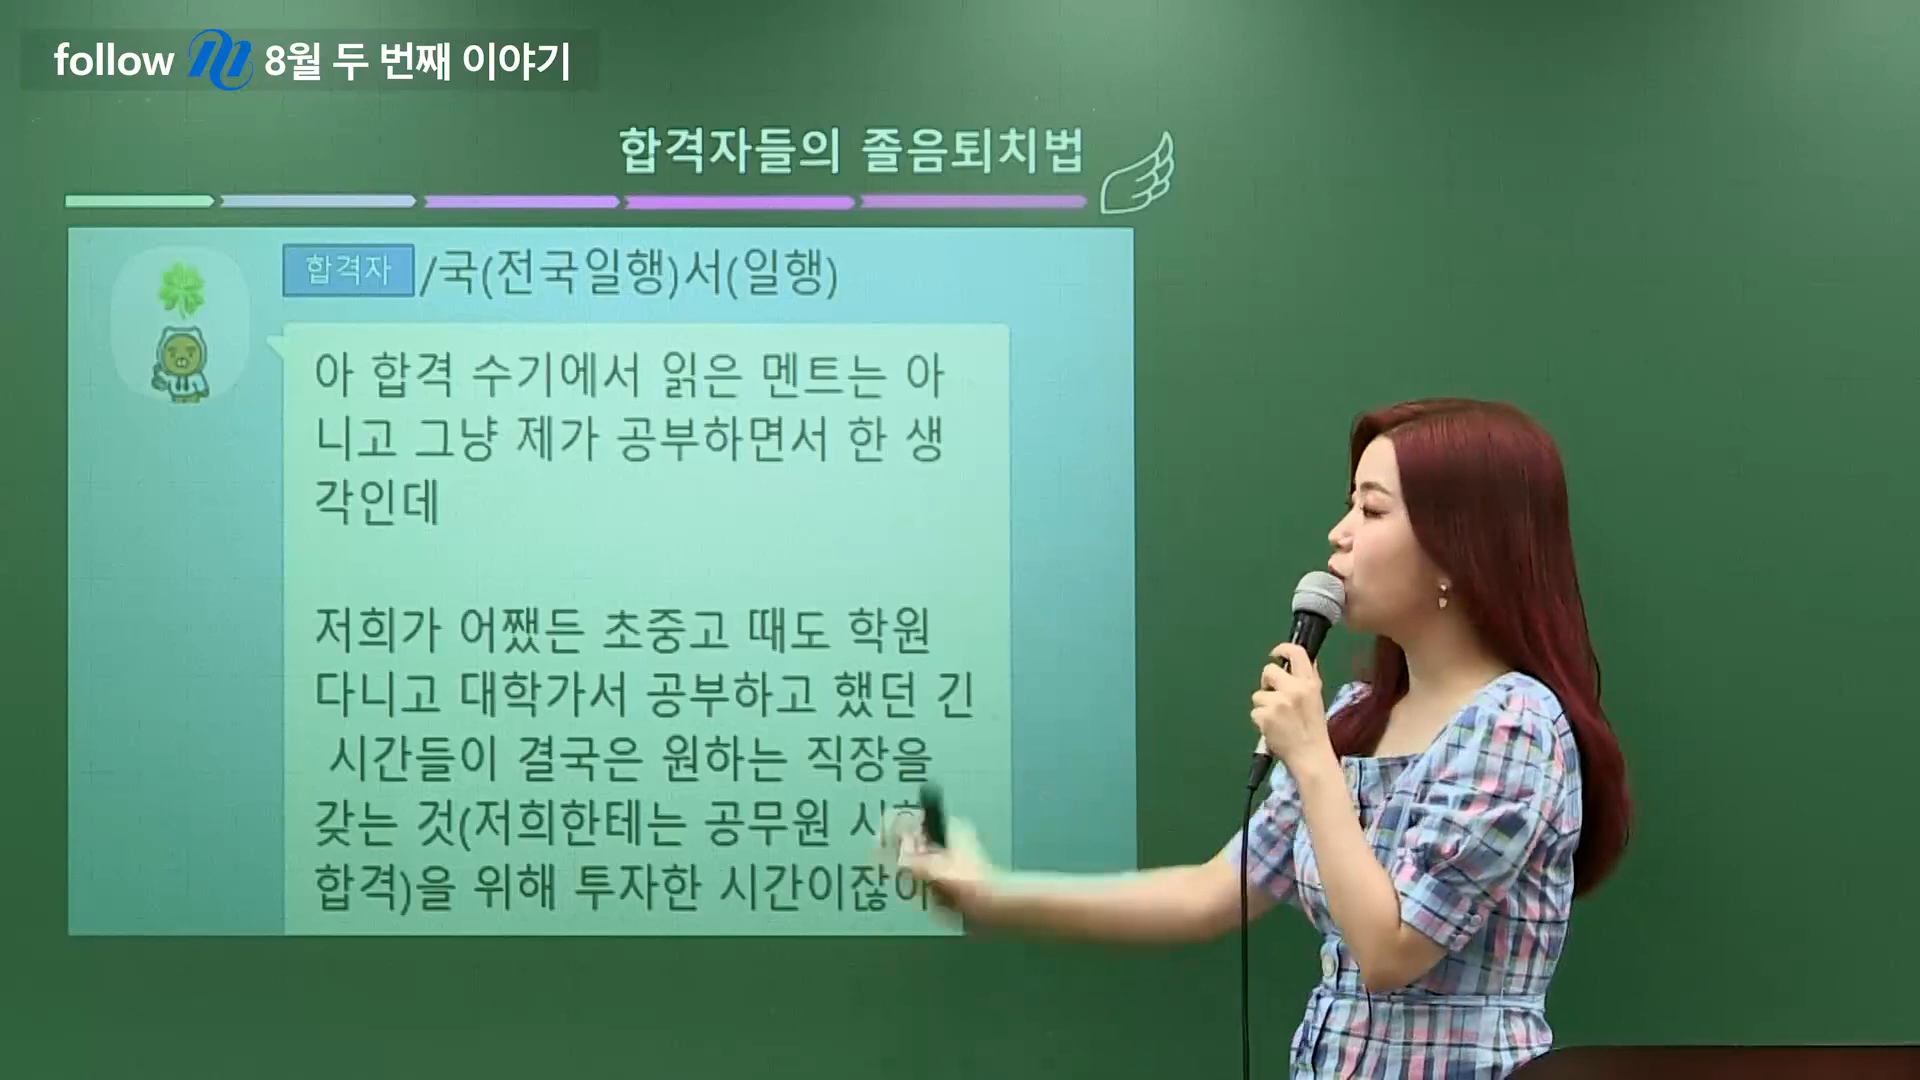 follow 8월 두 번째 이야기
합격자들의 졸음퇴치법
합격자 /국(전국일행)서(일행)
아 합격 수기에서 읽은 멘트는 아
니고 그냥 제가 공부하면서 한 생
각인데
저희가 어쨌든 초중고 때도 학원
다니고 대학가서 공부하고 했던 긴
시간들이 결국은 원하는 직장을
갖는 것(저희한테는 공무원
합격)을 위해 투자한